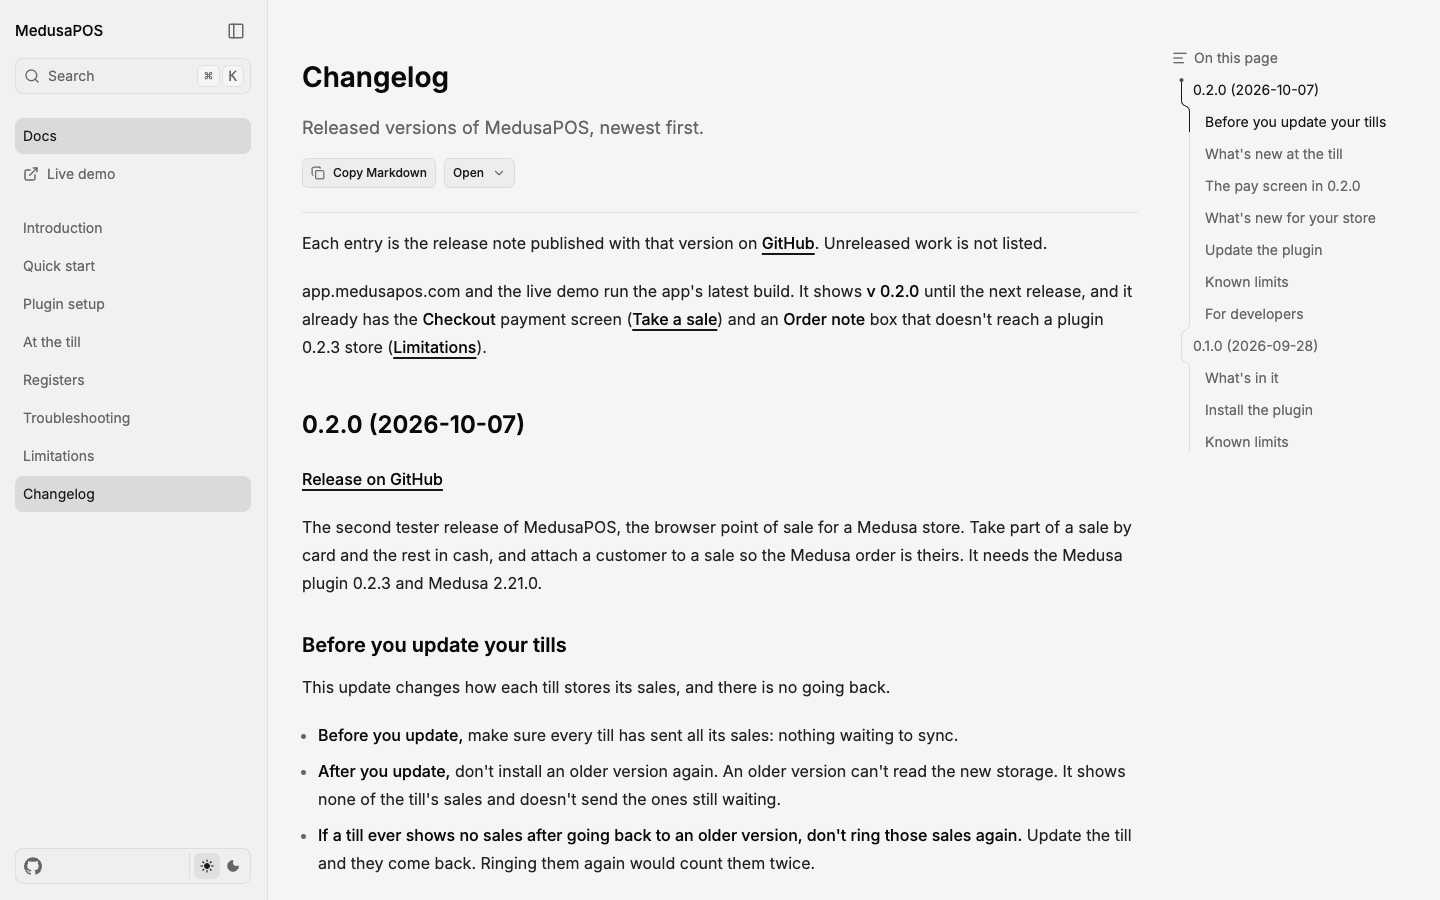 MedusaPOS
Search
⌘ K
Docs
Live demo
Introduction
Quick start
Plugin setup
At the till
Registers
Troubleshooting
Limitations
Changelog
Changelog
Released versions of MedusaPOS, newest first.
Copy Markdown
Open
Each entry is the release note published with that version on GitHub. Unreleased work is not listed.
app.medusapos.com and the live demo run the app's latest build. It shows v 0.2.0 until the next release, and it
already has the Checkout payment screen (Take a sale) and an Order note box that doesn't reach a plugin
0.2.3 store (Limitations).
0.2.0 (2026-10-07)
Release on GitHub
The second tester release of MedusaPOS, the browser point of sale for a Medusa store. Take part of a sale by
card and the rest in cash, and attach a customer to a sale so the Medusa order is theirs. It needs the Medusa
plugin 0.2.3 and Medusa 2.21.0.
Before you update your tills
This update changes how each till stores its sales, and there is no going back.
Before you update, make sure every till has sent all its sales: nothing waiting to sync.
After you update, don't install an older version again. An older version can't read the new storage. It shows
none of the till's sales and doesn't send the ones still waiting.
If a till ever shows no sales after going back to an older version, don't ring those sales again. Update the till
and they come back. Ringing them again would count them twice.
On this page
0.2.0 (2026-10-07)
Before you update your tills
What's new at the till
The pay screen in 0.2.0
What's new for your store
Update the plugin
Known limits
For developers
0.1.0 (2026-09-28)
What's in it
Install the plugin
Known limits